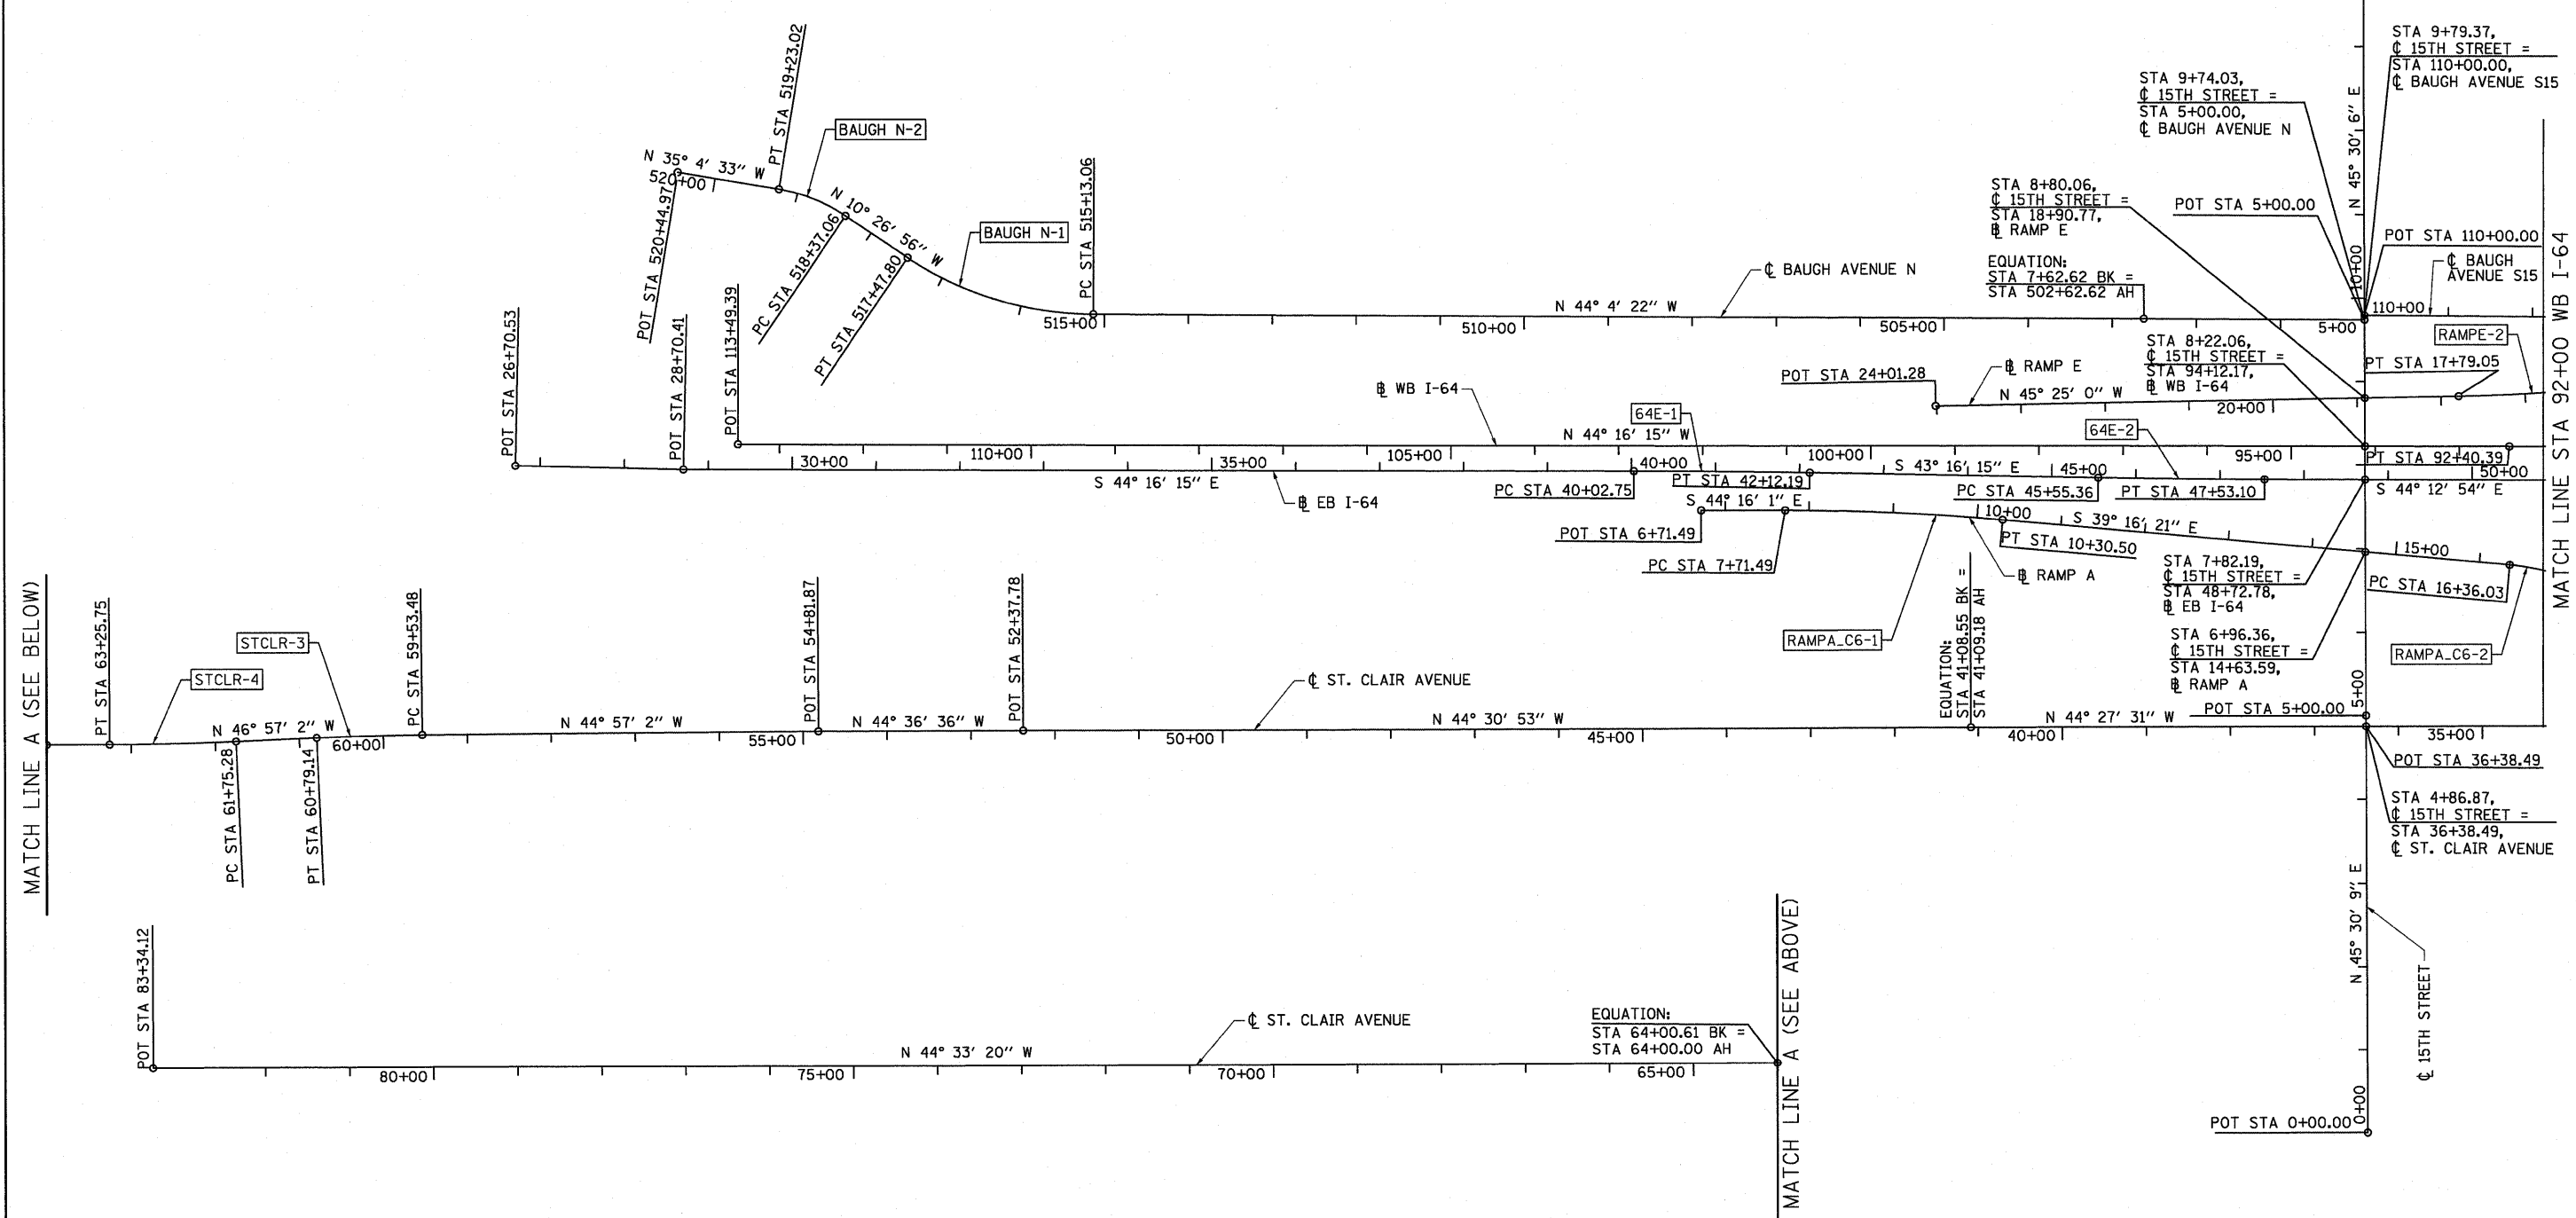 STA 9+79.37,
℄ 15TH STREET =
STA 110+00.00,
℄ BAUGH AVENUE S15
STA 9+74.03,
℄ 15TH STREET =
STA 5+00.00,
℄ BAUGH AVENUE N
N 45° 30' 6" E
PT STA 519+23.02
BAUGH N-2
N 35° 4' 33" W
520+00
POT STA 520+44.97
N 10° 26' 56" W
BAUGH N-1
PC STA 518+37.06
PT STA 517+47.80
PC STA 515+13.06
515+00
STA 8+80.06,
℄ 15TH STREET =
STA 18+90.77,
B̲L RAMP E
POT STA 5+00.00
POT STA 110+00.00
℄ BAUGH
AVENUE S15
10+00
110+00
EQUATION:
STA 7+62.62 BK =
STA 502+62.62 AH
℄ BAUGH AVENUE N
N 44° 4' 22" W
510+00
505+00
5+00
RAMPE-2
MATCH LINE STA 92+00 WB I-64
STA 8+22.06,
℄ 15TH STREET =
STA 94+12.17,
B̲L WB I-64
PT STA 17+79.05
POT STA 24+01.28
B̲L RAMP E
N 45° 25' 0" W
20+00
POT STA 26+70.53
POT STA 28+70.41
POT STA 113+49.39
B̲L WB I-64
64E-1
N 44° 16' 15" W
64E-2
110+00
105+00
100+00
95+00
PT STA 92+40.39
30+00
35+00
40+00
S 43° 16' 15" E
45+00
50+00
S 44° 16' 15" E
B̲L EB I-64
PC STA 40+02.75
PT STA 42+12.19
PC STA 45+55.36
PT STA 47+53.10
S 44° 12' 54" E
S 44° 16' 1" E
10+00
S 39° 16' 21" E
POT STA 6+71.49
PC STA 7+71.49
PT STA 10+30.50
B̲L RAMP A
15+00
PC STA 16+36.03
STA 7+82.19,
℄ 15TH STREET =
STA 48+72.78,
B̲L EB I-64
RAMPA_C6-1
RAMPA_C6-2
STA 6+96.36,
℄ 15TH STREET =
STA 14+63.59,
B̲L RAMP A
5+00
POT STA 5+00.00
MATCH LINE A (SEE BELOW)
PT STA 63+25.75
STCLR-4
STCLR-3
PC STA 59+53.48
N 46° 57' 2" W
60+00
PC STA 61+75.28
PT STA 60+79.14
N 44° 57' 2" W
55+00
POT STA 54+81.87
N 44° 36' 36" W
POT STA 52+37.78
50+00
℄ ST. CLAIR AVENUE
N 44° 30' 53" W
45+00
EQUATION:
STA 41+08.55 BK =
STA 41+09.18 AH
N 44° 27' 31" W
40+00
35+00
POT STA 36+38.49
STA 4+86.87,
℄ 15TH STREET =
STA 36+38.49,
℄ ST. CLAIR AVENUE
N 45° 30' 9" E
℄ 15TH STREET
0+00
POT STA 0+00.00
POT STA 83+34.12
80+00
75+00
N 44° 33' 20" W
℄ ST. CLAIR AVENUE
70+00
65+00
EQUATION:
STA 64+00.61 BK =
STA 64+00.00 AH
MATCH LINE A (SEE ABOVE)